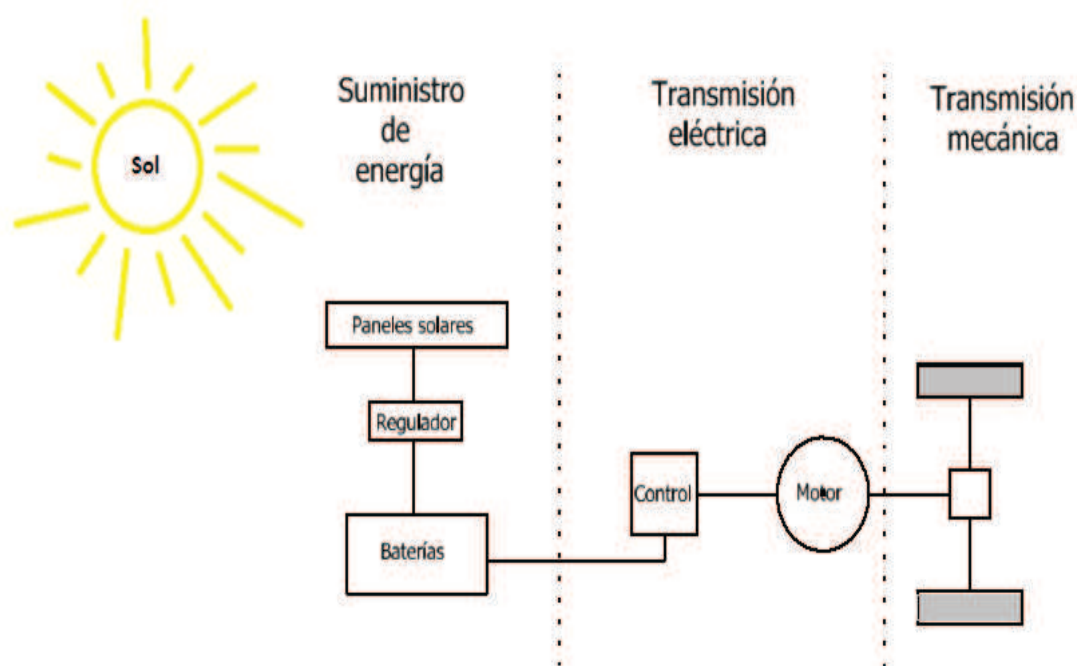 Sol
Suministro
de
energía
Transmisión
eléctrica
Transmisión
mecánica
Paneles solares
Regulador
Baterías
Control
Motor